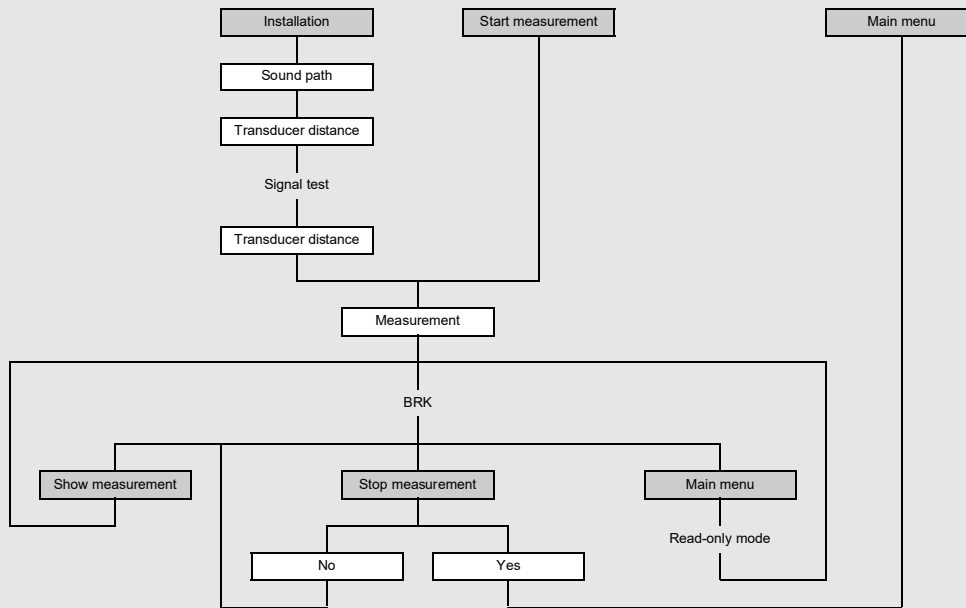 Installation
Start measurement
Main menu
Sound path
Transducer distance
Signal test
Transducer distance
Measurement
BRK
Show measurement
Stop measurement
Main menu
Read-only mode
No
Yes